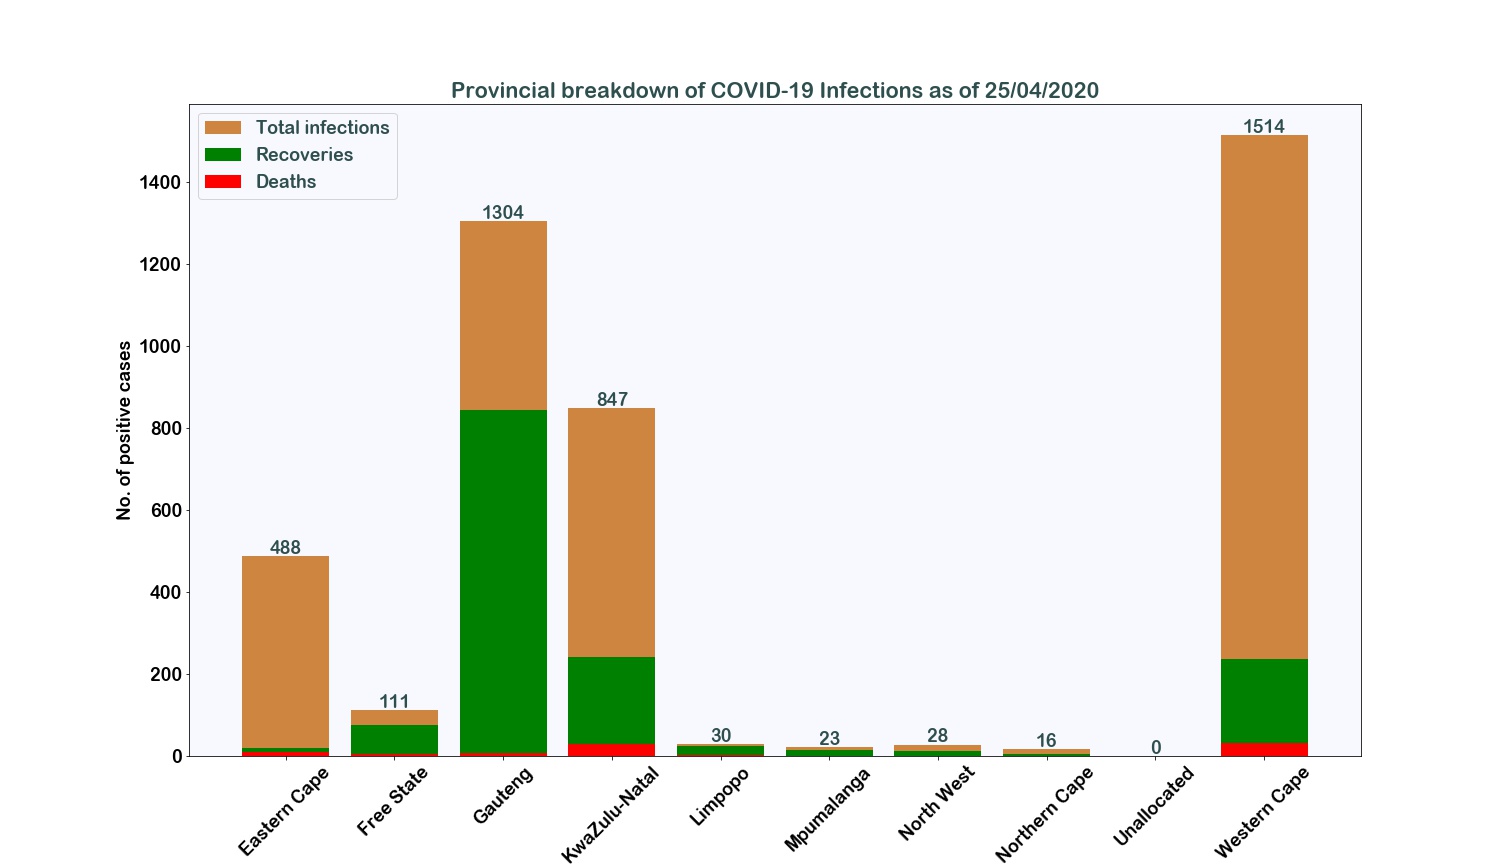 Provincial breakdown of COVID-19 Infections as of 25/04/2020
Total infections
Recoveries
Deaths
No. of positive cases
1400
1200
1000
800
600
400
200
0
488
111
1304
847
30
23
28
16
0
1514
Eastern Cape
Free State
Gauteng
KwaZulu-Natal
Limpopo
Mpumalanga
North West
Northern Cape
Unallocated
Western Cape